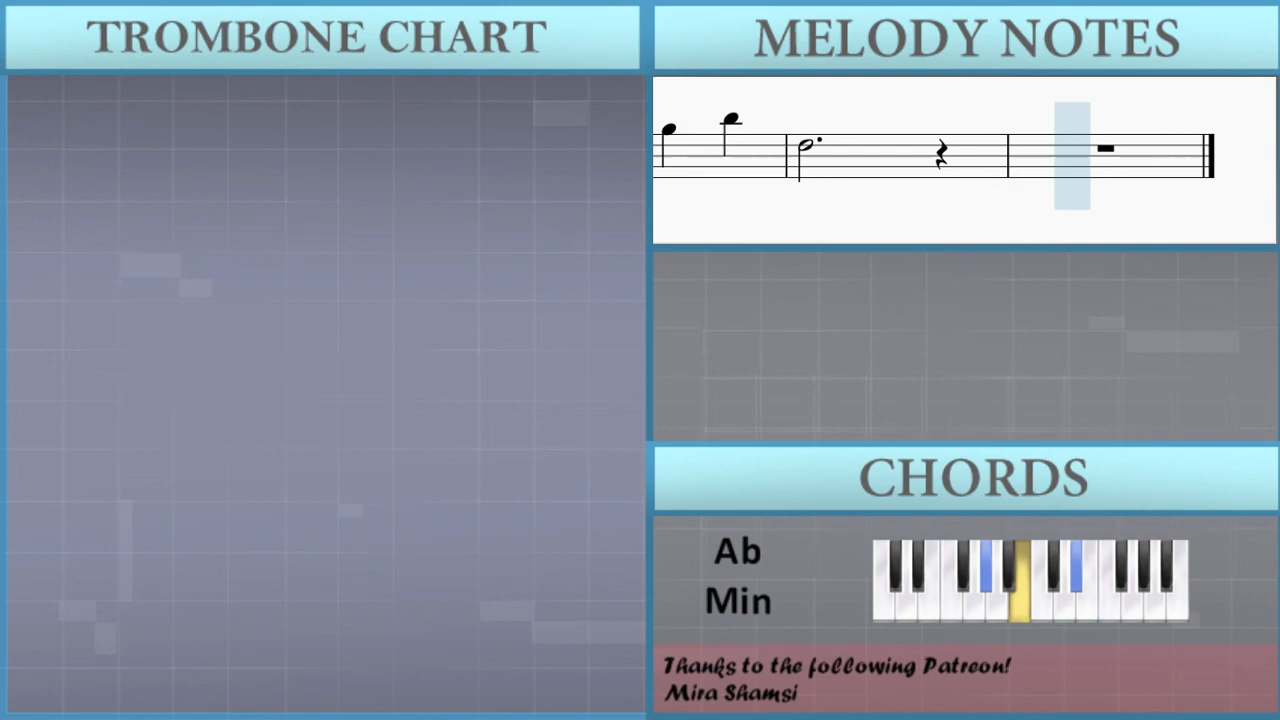 TROMBONE CHART
MELODY NOTES
CHORDS
Ab
Min
Thanks to the following Patreon!
Mira Shamsi